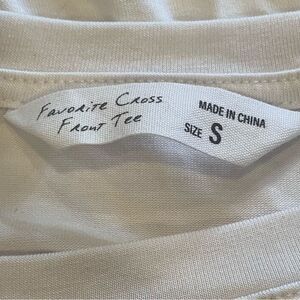 Favorite Cross
Front Tee
MADE IN CHINA
SIZE S